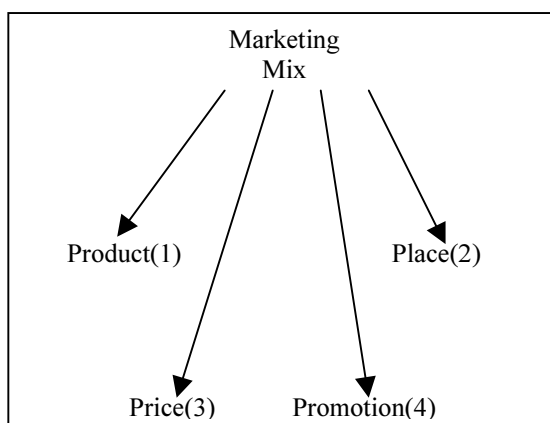 Marketing
Mix
Product(1) Place(2)
Price(3) Promotion(4)